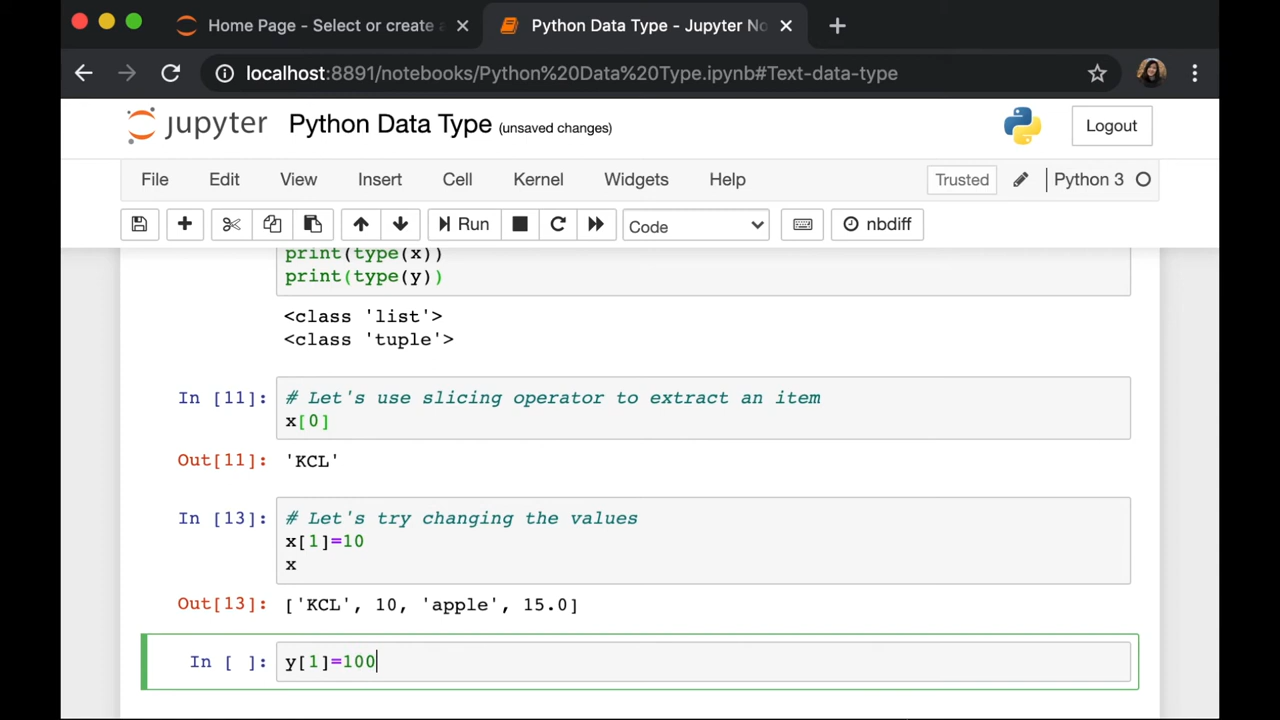 Home Page - Select or create a
Python Data Type - Jupyter No
localhost:8891/notebooks/Python%20Data%20Type.ipynb#Text-data-type
jupyter Python Data Type (unsaved changes)
Logout
File Edit View Insert Cell Kernel Widgets Help Trusted Python 3
Run Code nbdiff
print(type(x))
print(type(y))
<class 'list'>
<class 'tuple'>
In [11]: # Let's use slicing operator to extract an item
x[0]
Out[11]: 'KCL'
In [13]: # Let's try changing the values
x[1]=10
x
Out[13]: ['KCL', 10, 'apple', 15.0]
In [ ]: y[1]=100